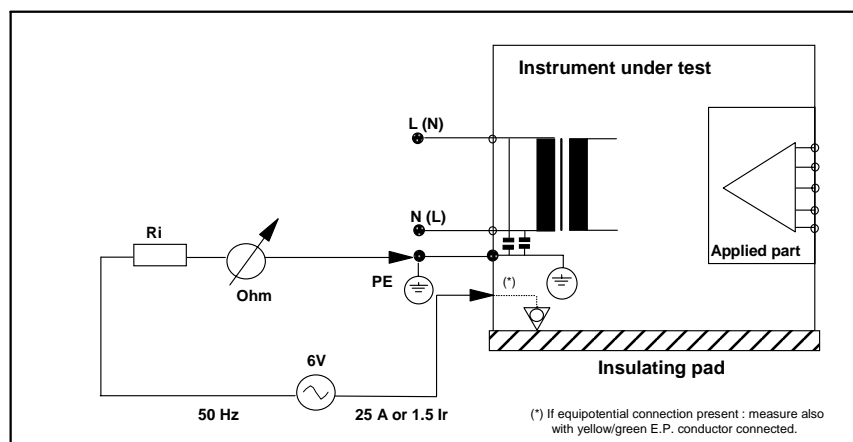 Instrument under test
L (N)
N (L)
Ri
Ohm
PE
(*)
Applied part
6V
50 Hz
25 A or 1.5 Ir
Insulating pad
(*) If equipotential connection present : measure also
with yellow/green E.P. conductor connected.